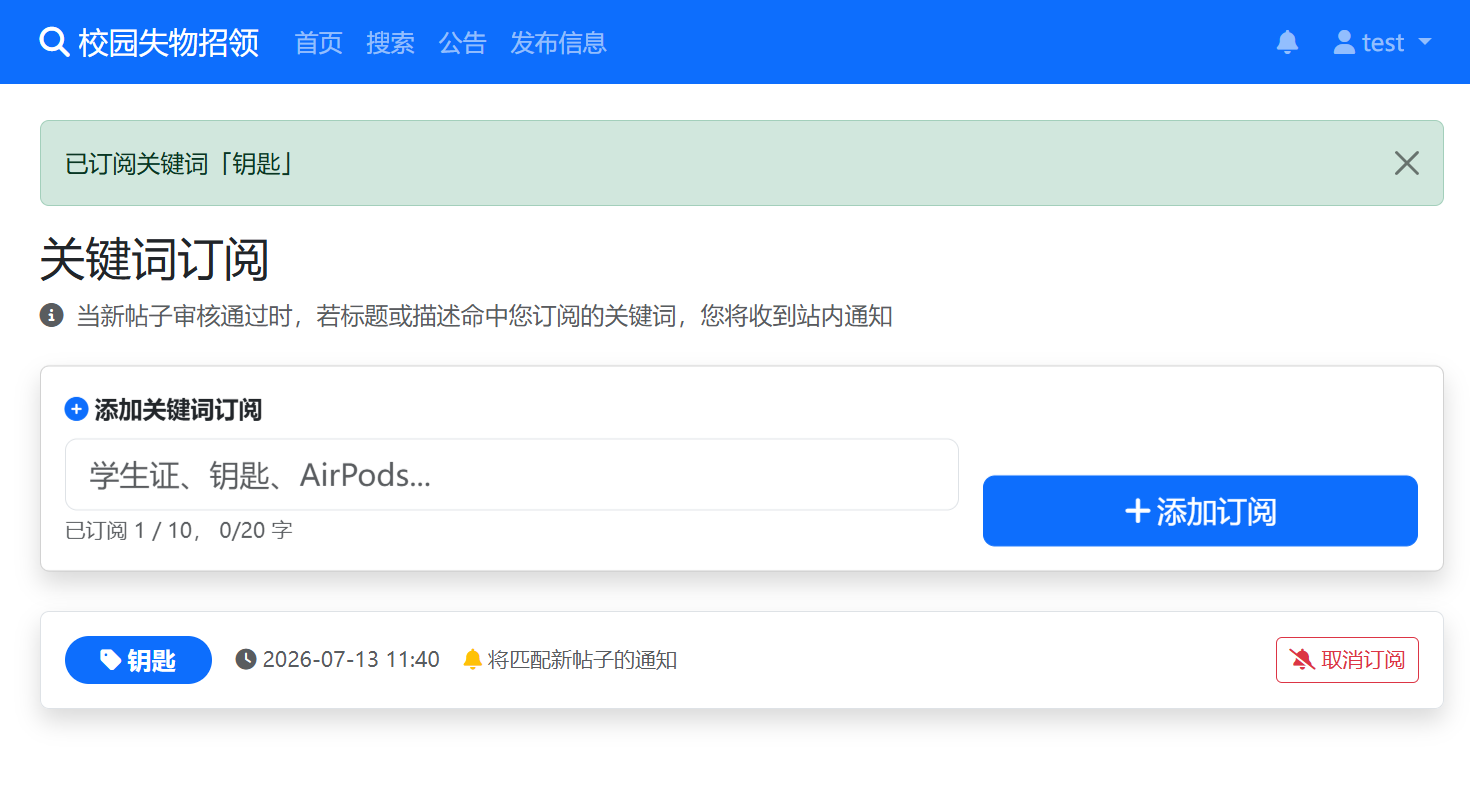 校园失物招领 首页 搜索 公告 发布信息 test
已订阅关键词「钥匙」
关键词订阅
当新帖子审核通过时，若标题或描述命中您订阅的关键词，您将收到站内通知
添加关键词订阅
学生证、钥匙、AirPods...
添加订阅
已订阅 1 / 10， 0/20 字
钥匙 2026-07-13 11:40 将匹配新帖子的通知 取消订阅